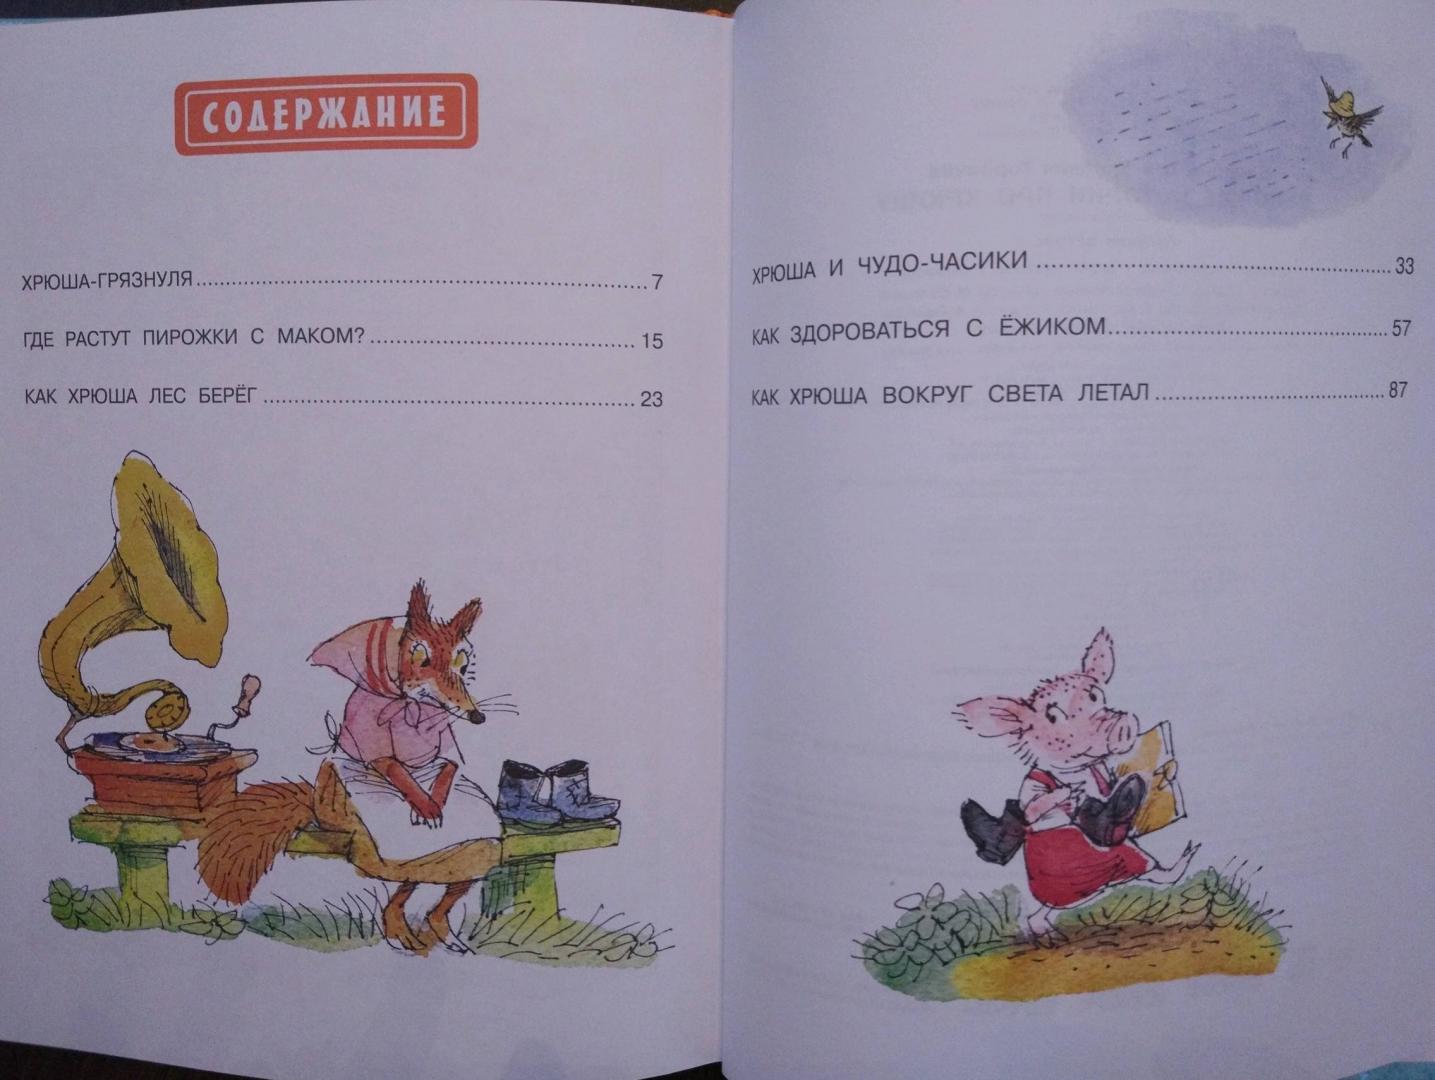 СОДЕРЖАНИЕ
ХРЮША-ГРЯЗНУЛЯ 7
ГДЕ РАСТУТ ПИРОЖКИ С МАКОМ? 15
КАК ХРЮША ЛЕС БЕРЁГ 23
ХРЮША И ЧУДО-ЧАСИКИ 33
КАК ЗДОРОВАТЬСЯ С ЁЖИКОМ 57
КАК ХРЮША ВОКРУГ СВЕТА ЛЕТАЛ 87